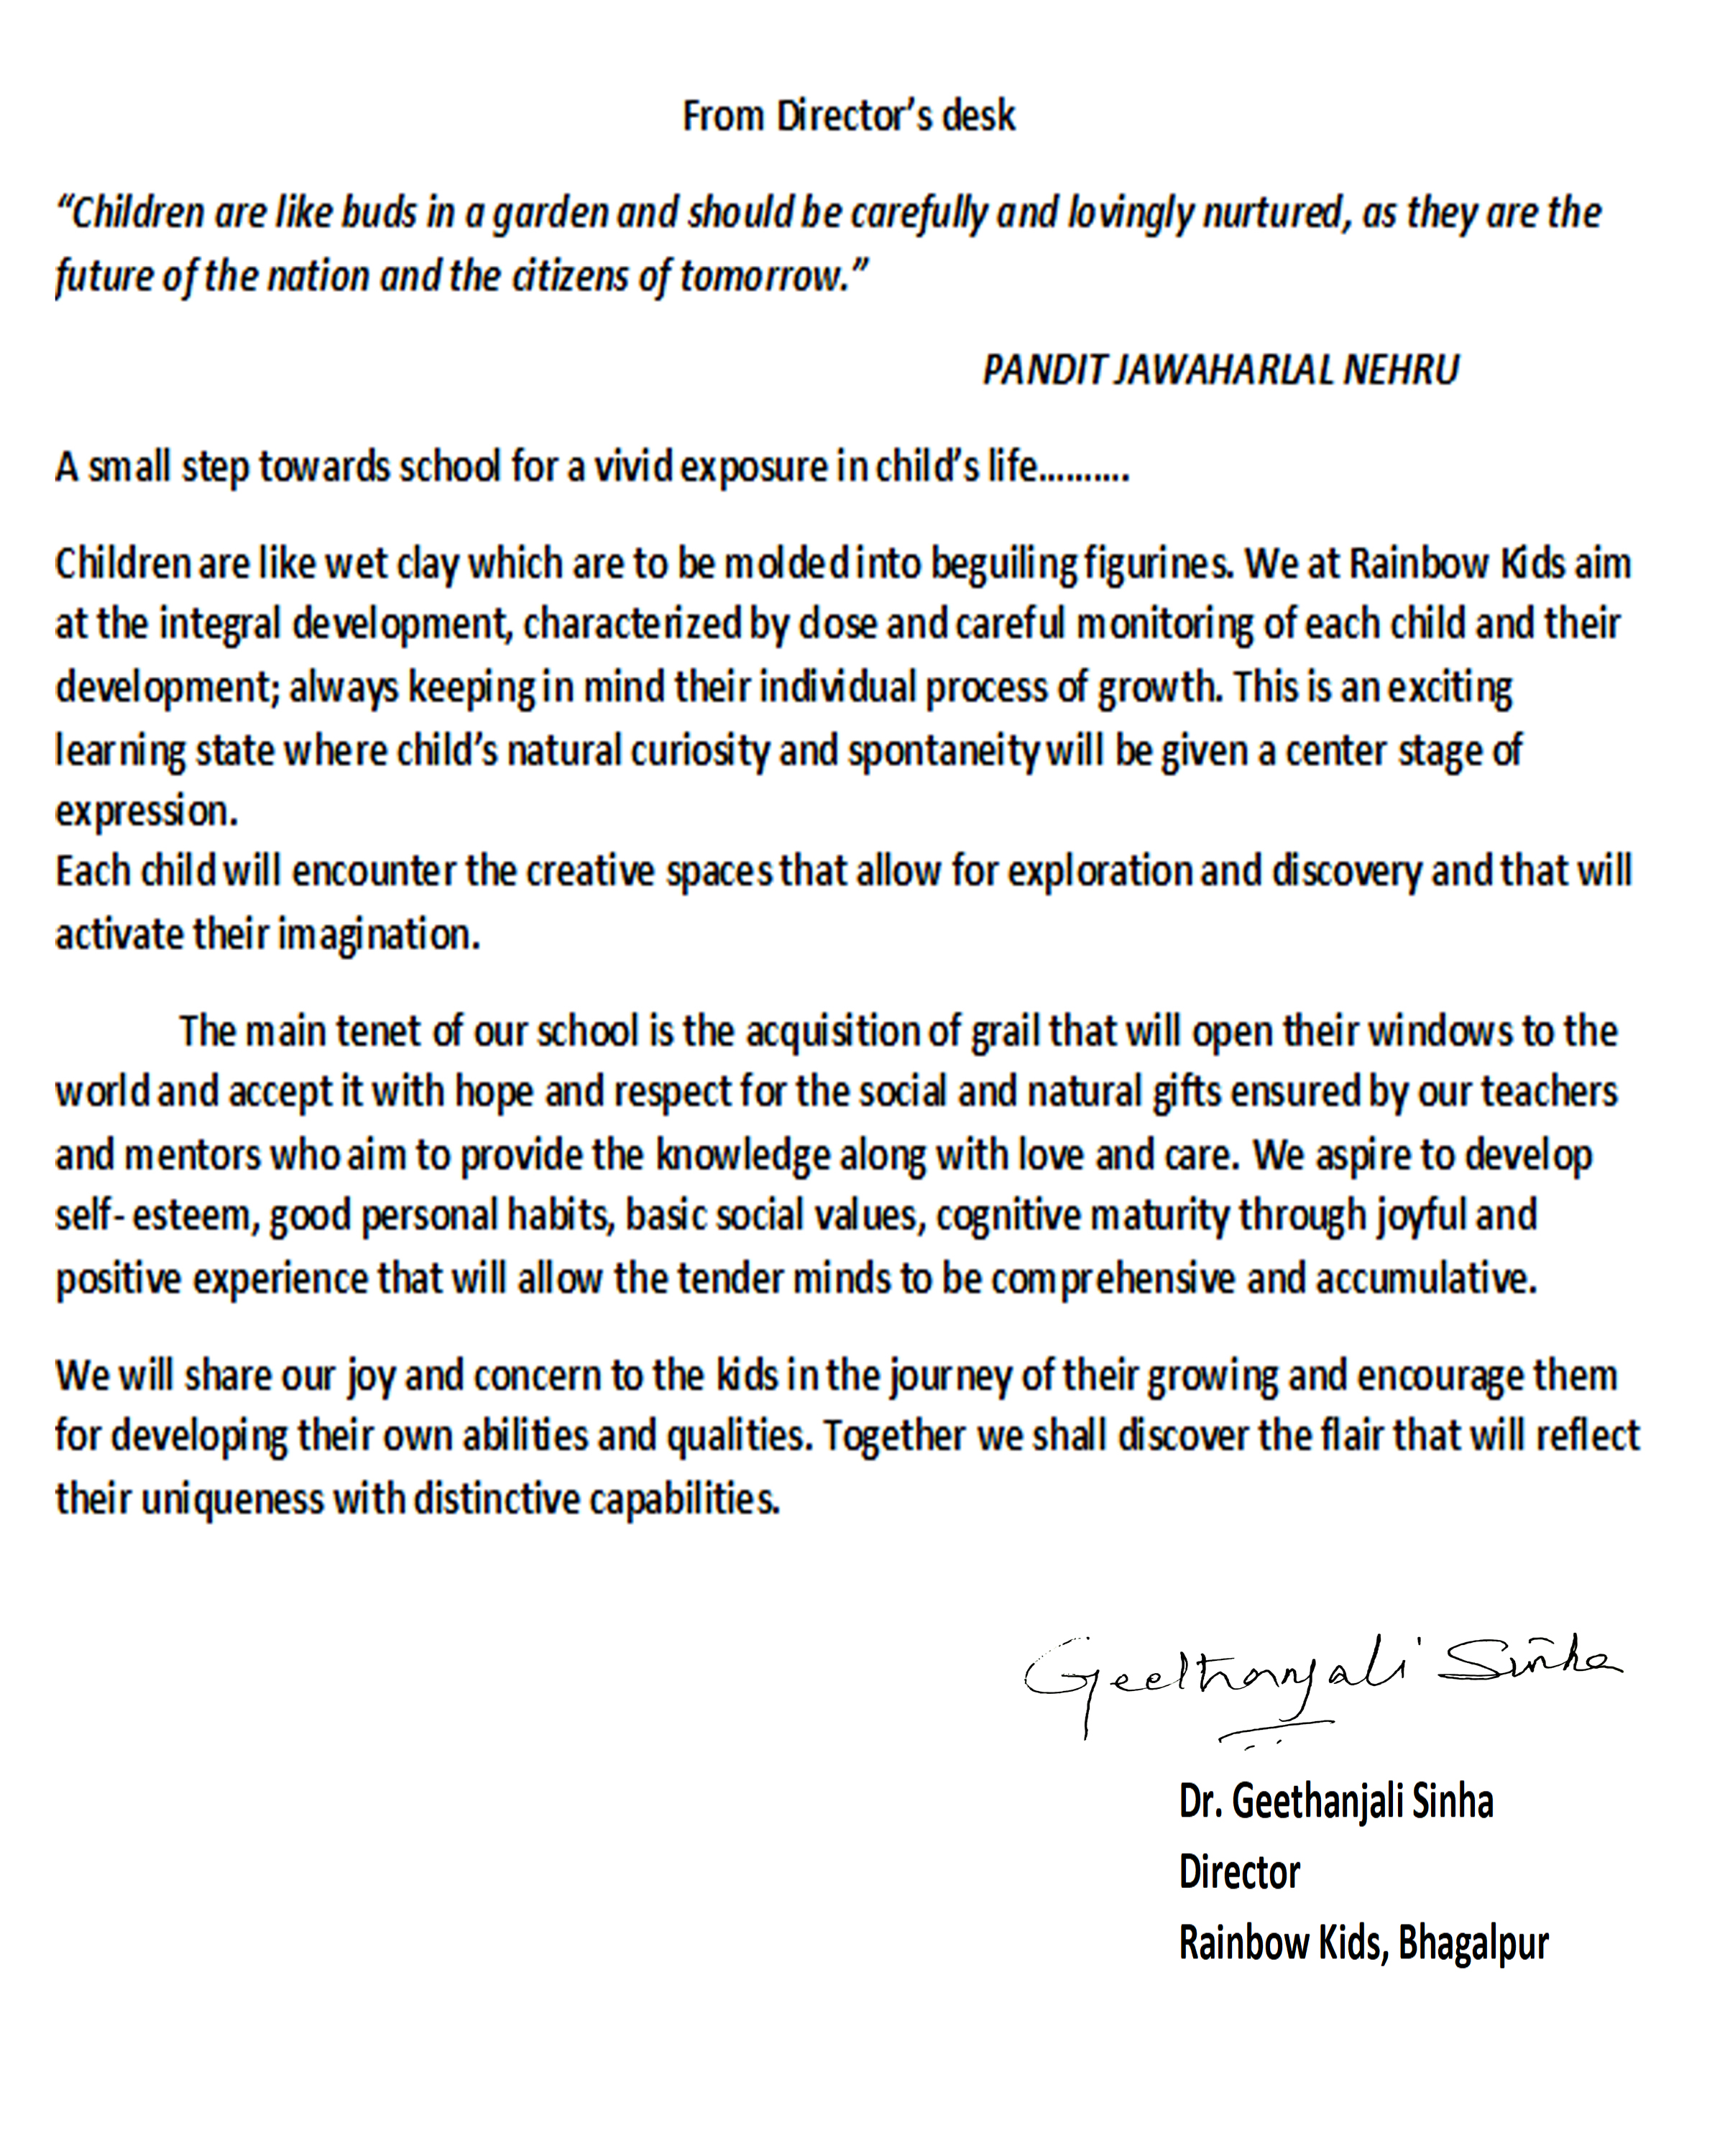 From Director’s desk
“Children are like buds in a garden and should be carefully and lovingly nurtured, as they are the
future of the nation and the citizens of tomorrow.”
PANDIT JAWAHARLAL NEHRU
A small step towards school for a vivid exposure in child’s life..........
Children are like wet clay which are to be molded into beguiling figurines. We at Rainbow Kids aim
at the integral development, characterized by close and careful monitoring of each child and their
development; always keeping in mind their individual process of growth. This is an exciting
learning state where child’s natural curiosity and spontaneity will be given a center stage of
expression.
Each child will encounter the creative spaces that allow for exploration and discovery and that will
activate their imagination.
The main tenet of our school is the acquisition of grail that will open their windows to the
world and accept it with hope and respect for the social and natural gifts ensured by our teachers
and mentors who aim to provide the knowledge along with love and care. We aspire to develop
self- esteem, good personal habits, basic social values, cognitive maturity through joyful and
positive experience that will allow the tender minds to be comprehensive and accumulative.
We will share our joy and concern to the kids in the journey of their growing and encourage them
for developing their own abilities and qualities. Together we shall discover the flair that will reflect
their uniqueness with distinctive capabilities.
Geethanjali Sinha
Dr. Geethanjali Sinha
Director
Rainbow Kids, Bhagalpur